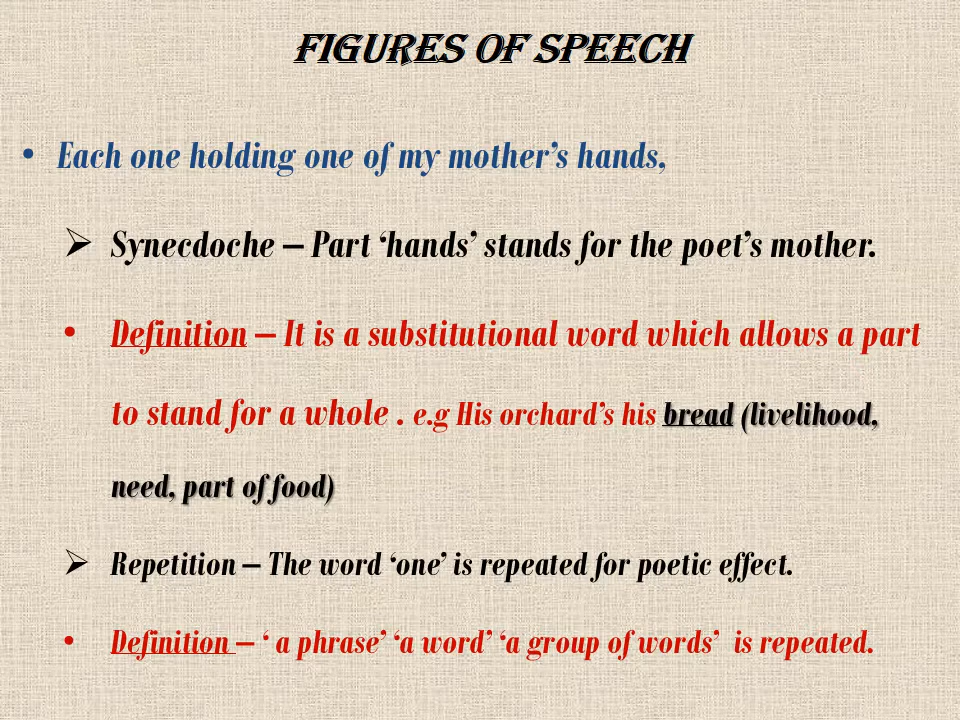 FIGURES OF SPEECH
• Each one holding one of my mother’s hands,
➢ Synecdoche – Part ‘hands’ stands for the poet’s mother.
• Definition – It is a substitutional word which allows a part
to stand for a whole . e.g His orchard’s his bread (livelihood,
need, part of food)
➢ Repetition – The word ‘one’ is repeated for poetic effect.
• Definition – ‘ a phrase’ ‘a word’ ‘a group of words’ is repeated.